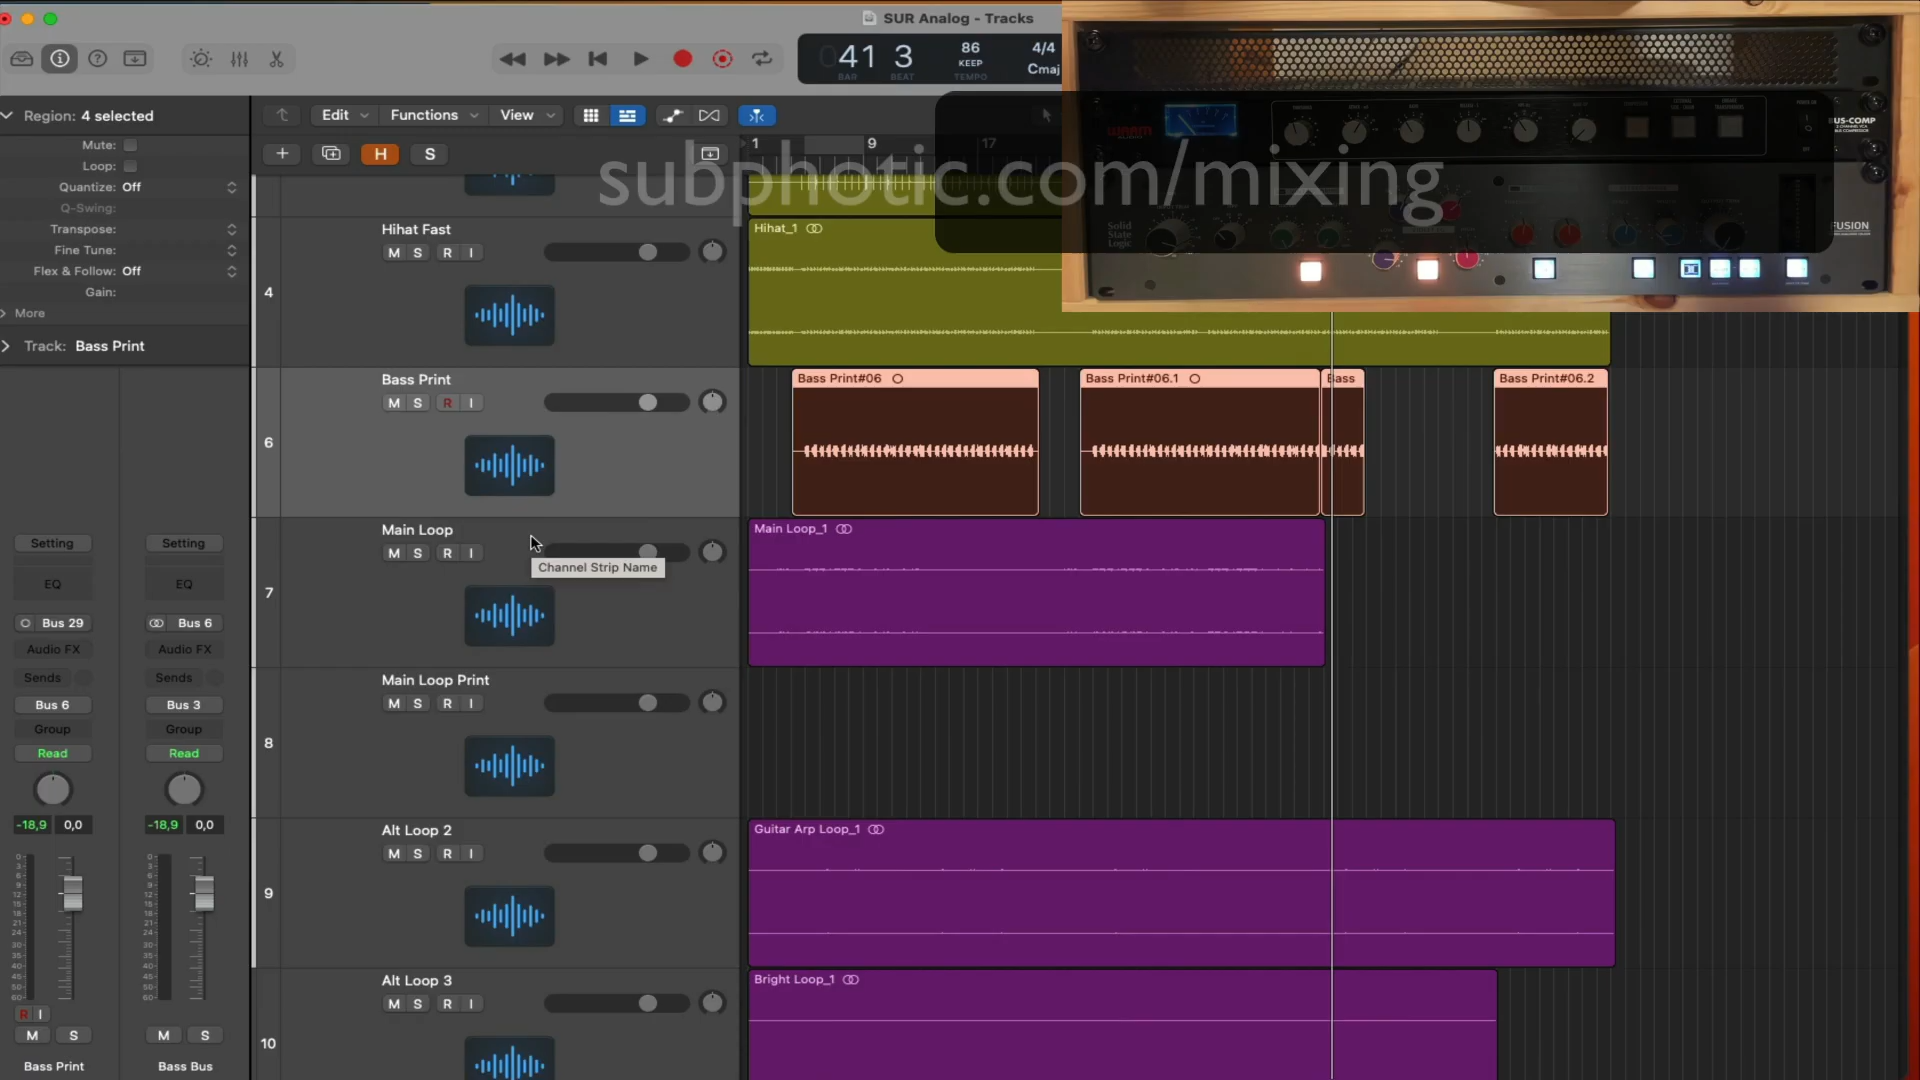 SUR Analog - Tracks
41 3 86 4/4
KEEP Cmaj
BAR BEAT TEMPO
Region: 4 selected
Edit Functions View
Mute:
Loop:
Quantize: Off
Q-Swing:
Transpose:
Fine Tune:
Flex & Follow: Off
Gain:
More
Track: Bass Print
H S
1 9 17
subphotic.com/mixing
BUS-COMP
Solid State Logic
FUSION
Hihat Fast
M S R I
4
Hihat_1
Bass Print
M S R I
6
Bass Print#06
Bass Print#06.1
Bass
Bass Print#06.2
Main Loop
M S R I
Channel Strip Name
7
Main Loop_1
Main Loop Print
M S R I
8
Alt Loop 2
M S R I
9
Guitar Arp Loop_1
Alt Loop 3
M S R I
10
Bright Loop_1
Setting Setting
EQ EQ
Bus 29 Bus 6
Audio FX Audio FX
Sends Sends
Bus 6 Bus 3
Group Group
Read Read
-18,9 0,0 -18,9 0,0
R I
M S M S
Bass Print Bass Bus